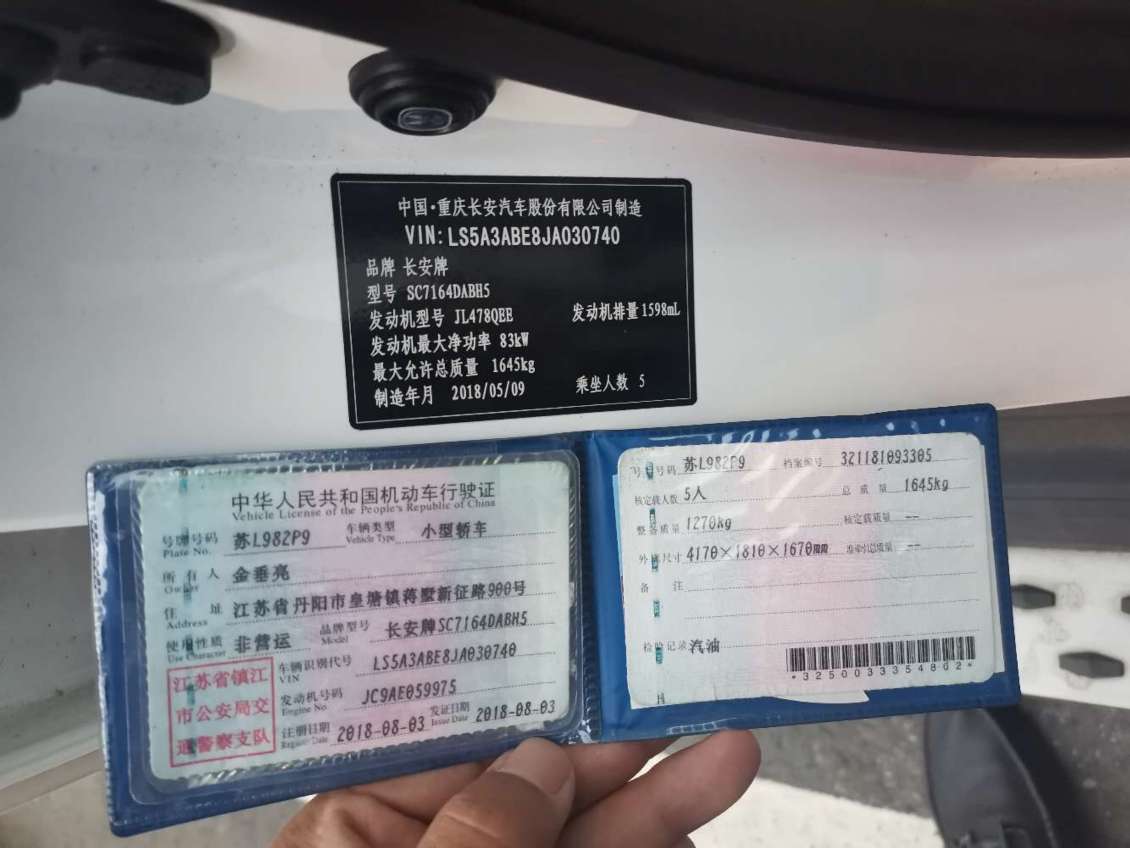 中国·重庆长安汽车股份有限公司制造
VIN: LS5A3ABE8JA030740
品牌 长安牌
型号 SC7164DABH5
发动机型号 JL478QEE 发动机排量 1598mL
发动机最大净功率 83kW
最大允许总质量 1645kg
制造年月 2018/05/09 乘坐人数 5
中华人民共和国机动车行驶证
Vehicle License of the People's Republic of China
号牌号码 苏L982P9 车辆类型 小型轿车
Plate No. Vehicle Type
所有人 金垂亮
Owner
住址 江苏省丹阳市皇塘镇蒋墅新征路900号
Address
使用性质 非营运 品牌型号 长安牌SC7164DABH5
Use Character Model
江苏省镇江
市公安局交
通警察支队
车辆识别代号 LS5A3ABE8JA030740
VIN
发动机号码 JC9AE059975
Engine No.
注册日期 2018-08-03 发证日期 2018-08-03
Register Date Issue Date
号牌号码 苏L982P9 档案编号 321181093305
核定载人数 5人 总质量 1645kg
整备质量 1270kg 核定载质量 --
外廓尺寸 4170×1810×1670mm 准牵引总质量 --
备注
检验记录 汽油
*3250033354802*